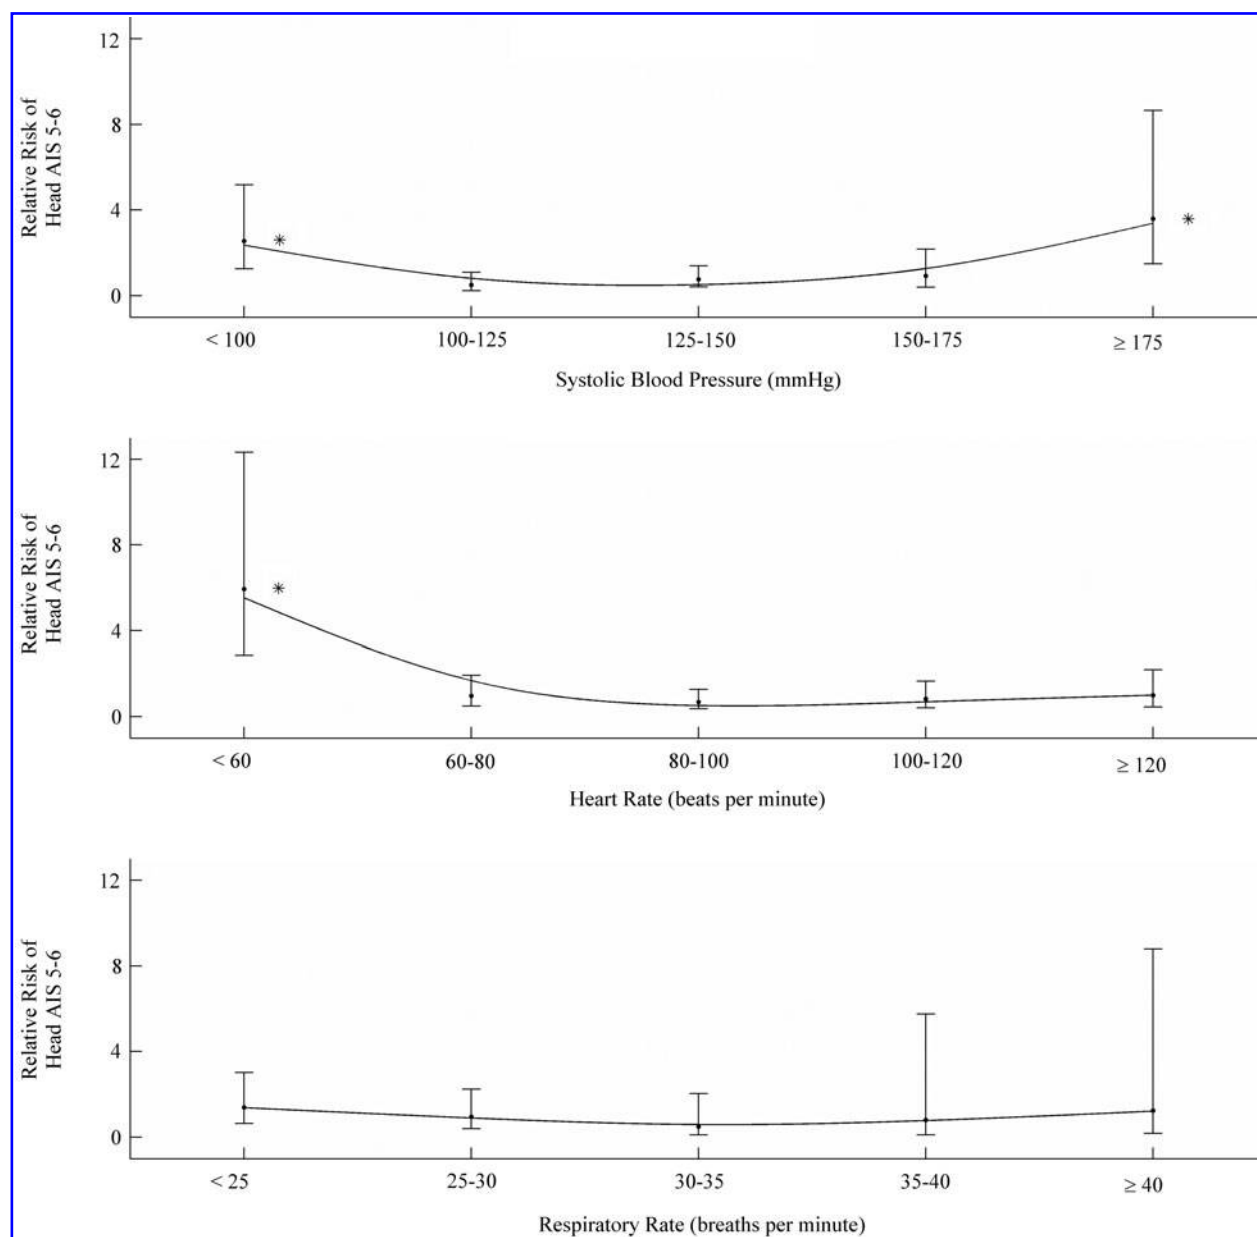 12
8
4
0
Relative Risk of
Head AIS 5-6
*
*
< 100 100-125 125-150 150-175 ≥ 175
Systolic Blood Pressure (mmHg)
12
8
4
0
Relative Risk of
Head AIS 5-6
*
< 60 60-80 80-100 100-120 ≥ 120
Heart Rate (beats per minute)
12
8
4
0
Relative Risk of
Head AIS 5-6
< 25 25-30 30-35 35-40 ≥ 40
Respiratory Rate (breaths per minute)